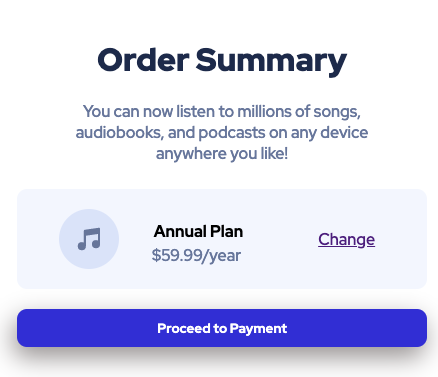 Order Summary
You can now listen to millions of songs,
audiobooks, and podcasts on any device
anywhere you like!
Annual Plan
$59.99/year
Change
Proceed to Payment